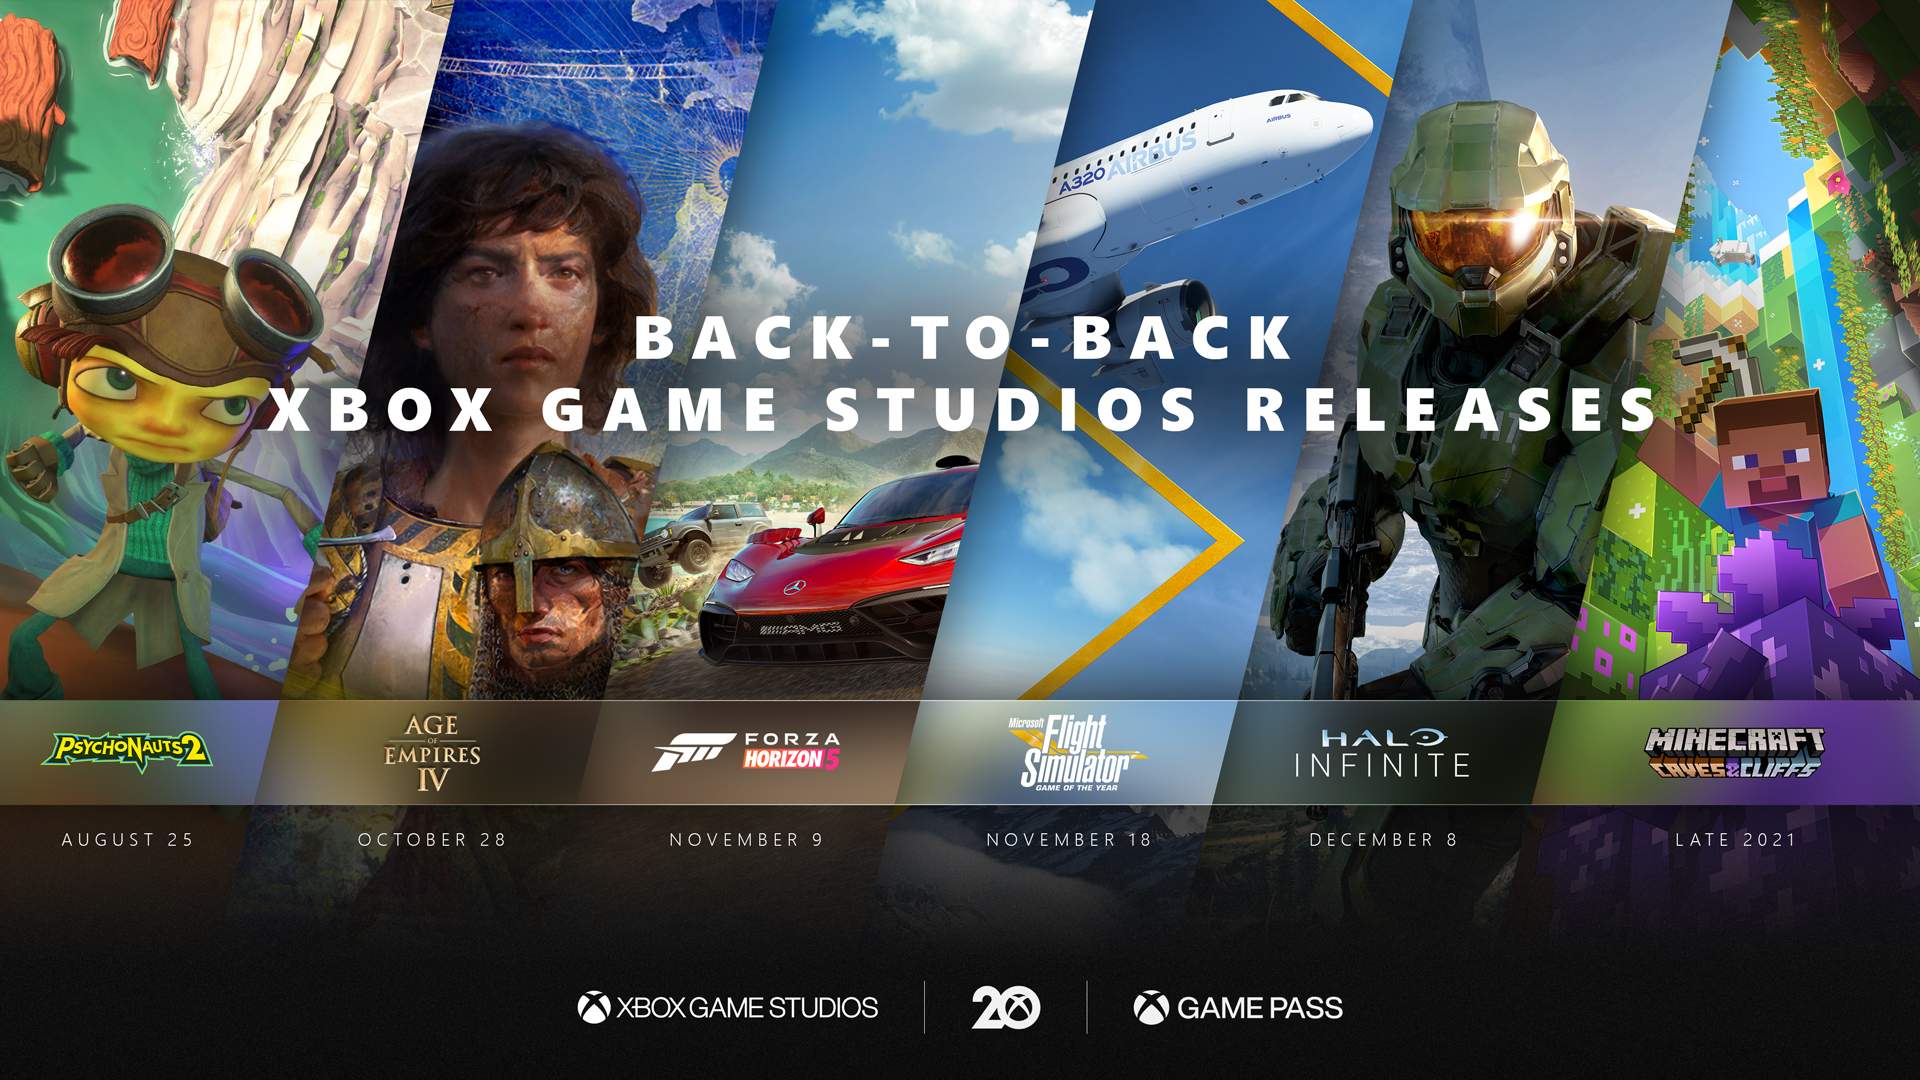 A320 AIRBUS
AIRBUS
BACK-TO-BACK
XBOX GAME STUDIOS RELEASES
AMG
PSYCHONAUTS 2
AGE
OF
EMPIRES
IV
FORZA
HORIZON 5
Microsoft Flight
Simulator
GAME OF THE YEAR
HALO
INFINITE
MINECRAFT
CAVES & CLIFFS
AUGUST 25
OCTOBER 28
NOVEMBER 9
NOVEMBER 18
DECEMBER 8
LATE 2021
XBOX GAME STUDIOS
20
GAME PASS